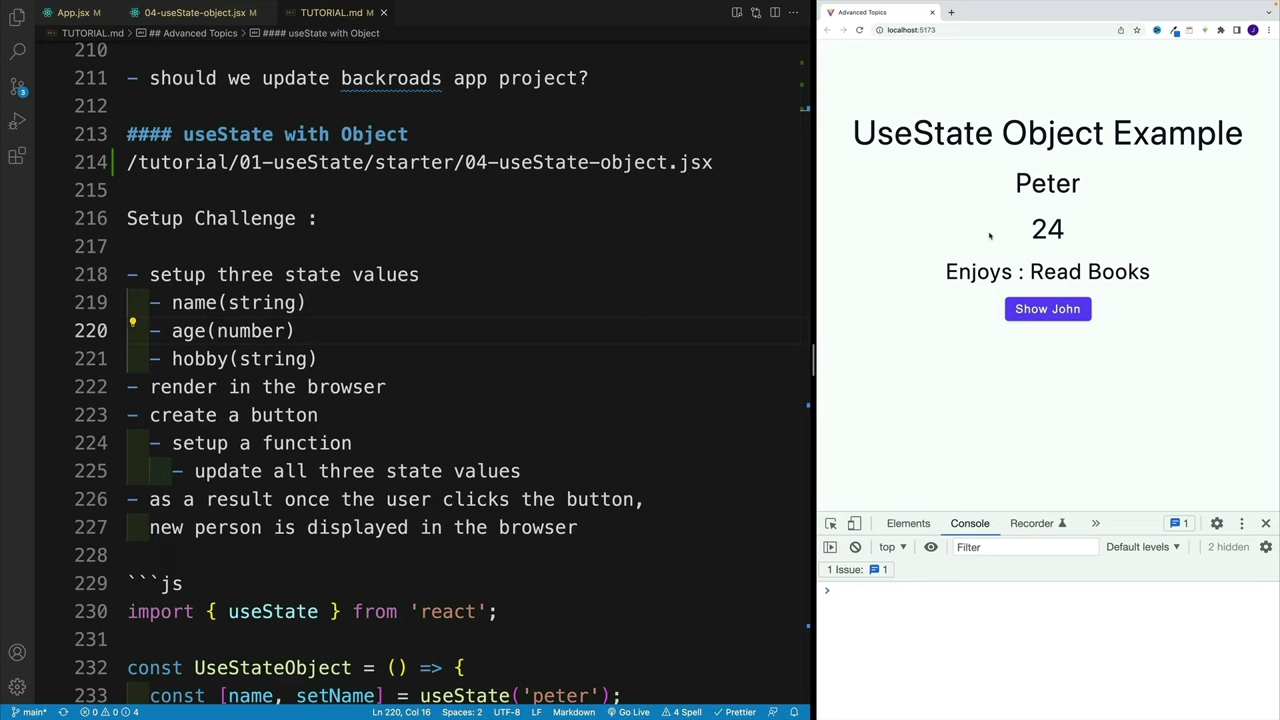 App.jsx M
04-useState-object.jsx M
TUTORIAL.md M
TUTORIAL.md
#### useState with Object
210
211 - should we update backroads app project?
212
213 #### useState with Object
214 /tutorial/01-useState/starter/04-useState-object.jsx
215
216 Setup Challenge :
217
218 - setup three state values
219 - name(string)
220 - age(number)
221 - hobby(string)
222 - render in the browser
223 - create a button
224 - setup a function
225 - update all three state values
226 - as a result once the user clicks the button,
227 new person is displayed in the browser
228
229 ```js
230 import { useState } from 'react';
231
232 const UseStateObject = () => {
233 const [name, setName] = useState('peter');
3
main*
0 0 4
Ln 220, Col 16
Spaces: 2
UTF-8
LF
Markdown
Go Live
4 Spell
Prettier
Advanced Topics
localhost:5173
J
UseState Object Example
Peter
24
Enjoys : Read Books
Show John
Elements
Console
Recorder
1
top
Filter
Default levels
2 hidden
1 Issue: 1